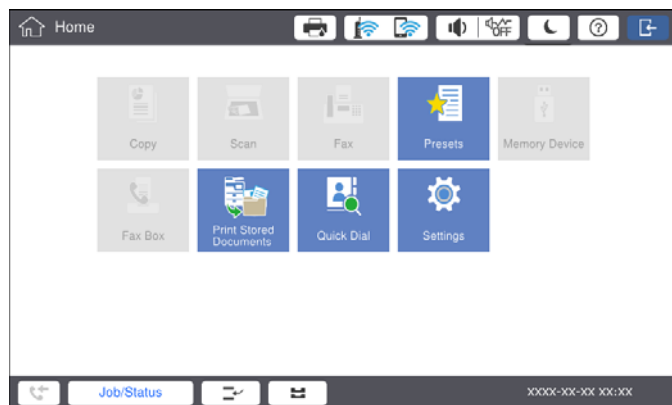 Home
OFF
?
Copy
Scan
Fax
Presets
Memory Device
Fax Box
Print Stored
Documents
Quick Dial
Settings
Job/Status
XXXX-XX-XX XX:XX